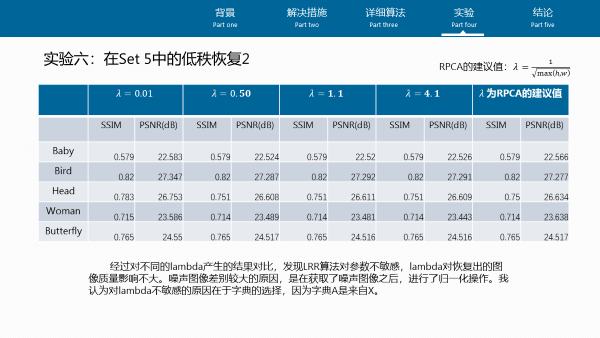 背景 解决措施 详细算法 实验 结论
Part one Part two Part three Part four Part five
实验六：在Set 5中的低秩恢复2
RPCA的建议值：λ = 1/√max(h,w)
λ = 0.01 λ = 0.50 λ = 1.1 λ = 4.1 λ 为RPCA的建议值
SSIM PSNR(dB) SSIM PSNR(dB) SSIM PSNR(dB) SSIM PSNR(dB) SSIM PSNR(dB)
Baby 0.579 22.583 0.579 22.524 0.579 22.52 0.579 22.526 0.579 22.566
Bird 0.82 27.347 0.82 27.287 0.82 27.292 0.82 27.291 0.82 27.277
Head 0.783 26.753 0.751 26.608 0.751 26.611 0.751 26.609 0.75 26.634
Woman 0.715 23.586 0.714 23.489 0.714 23.481 0.714 23.443 0.714 23.638
Butterfly 0.765 24.55 0.765 24.517 0.765 24.516 0.765 24.516 0.765 24.517
经过对不同的lambda产生的结果对比，发现LRR算法对参数不敏感，lambda对恢复出的图
像质量影响不大。噪声图像差别较大的原因，是在获取了噪声图像之后，进行了归一化操作。我
认为对lambda不敏感的原因在于字典的选择，因为字典A是来自X。